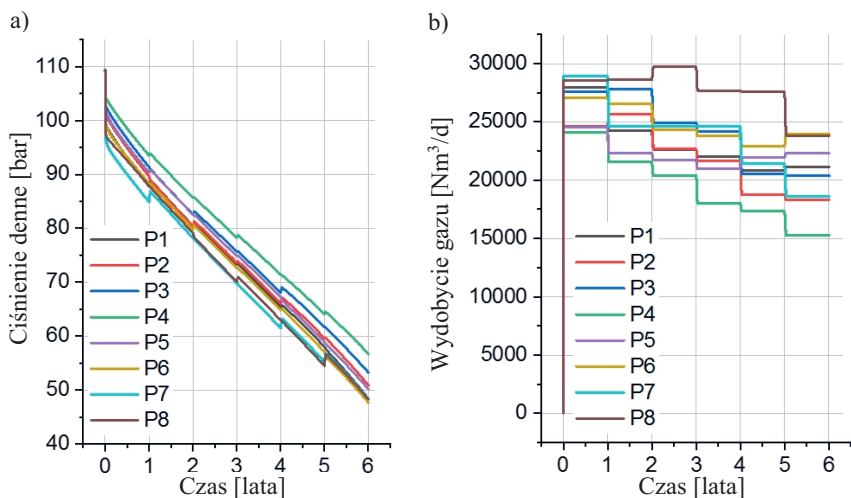 a)
Ciśnienie denne [bar]
110
100
90
80
70
60
50
40
P1
P2
P3
P4
P5
P6
P7
P8
0 1 2 3 4 5 6
Czas [lata]
b)
Wydobycie gazu [Nm³/d]
30000
25000
20000
15000
10000
5000
0
P1
P2
P3
P4
P5
P6
P7
P8
0 1 2 3 4 5 6
Czas [lata]